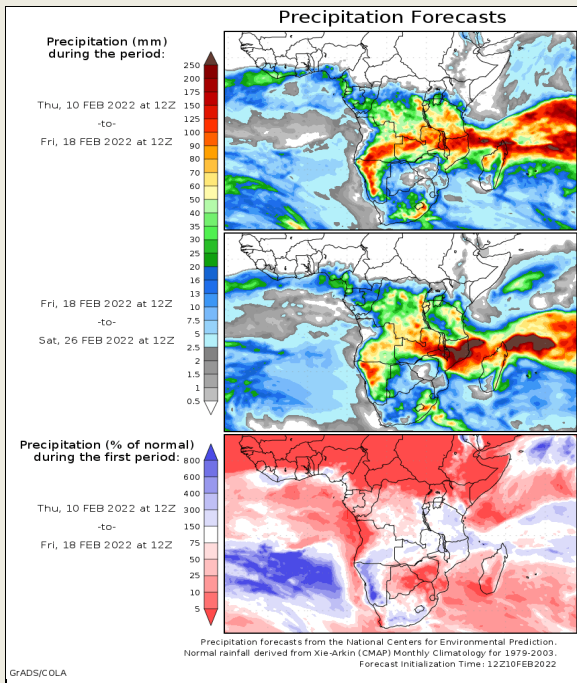 Precipitation Forecasts
Precipitation (mm)
during the period:
Thu, 10 FEB 2022 at 12Z
-to-
Fri, 18 FEB 2022 at 12Z
250
200
175
150
125
100
90
80
70
60
50
40
35
30
25
20
16
13
10
7.5
5
2.5
2
1.5
1
0.5
Fri, 18 FEB 2022 at 12Z
-to-
Sat, 26 FEB 2022 at 12Z
Precipitation (% of normal)
during the first period:
Thu, 10 FEB 2022 at 12Z
-to-
Fri, 18 FEB 2022 at 12Z
800
600
400
300
150
75
50
25
10
5
Precipitation forecasts from the National Centers for Environmental Prediction.
Normal rainfall derived from Xie-Arkin (CMAP) Monthly Climatology for 1979-2003.
Forecast Initialization Time: 12Z10FEB2022
GrADS/COLA